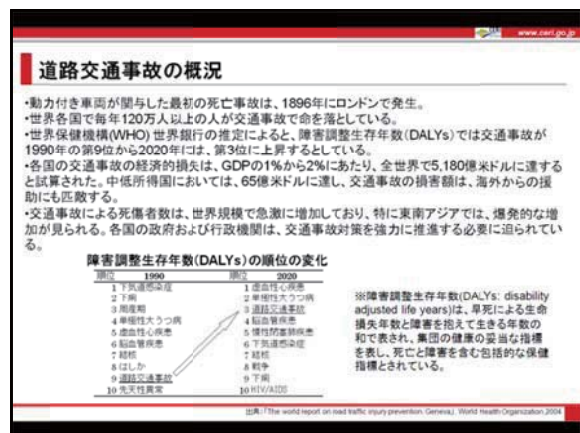 www.ceri.go.jp
道路交通事故の概況
・動力付き車両が関与した最初の死亡事故は、1896年にロンドンで発生。
・世界各国で毎年120万人以上の人が交通事故で命を落としている。
・世界保健機構(WHO) 世界銀行の推定によると、障害調整生存年数(DALYs)では交通事故が
1990年の第9位から2020年には、第3位に上昇するとしている。
・各国の交通事故の経済的損失は、GDPの1%から2%にあたり、全世界で5,180億米ドルに達する
と試算された。中低所得国においては、65億米ドルに達し、交通事故の損害額は、海外からの援
助にも匹敵する。
・交通事故による死傷者数は、世界規模で急激に増加しており、特に東南アジアでは、爆発的な増
加が見られる。各国の政府および行政機関は、交通事故対策を強力に推進する必要に迫られてい
る。
障害調整生存年数(DALYs)の順位の変化
順位 1990 順位 2020
1 下気道感染症 1 虚血性心疾患
2 下痢 2 単極性大うつ病
3 周産期 3 道路交通事故
4 単極性大うつ病 4 脳血管疾患
5 虚血性心疾患 5 慢性閉塞肺疾患
6 脳血管疾患 6 下気道感染症
7 結核 7 結核
8 はしか 8 戦争
9 道路交通事故 9 下痢
10 先天性異常 10 HIV/AIDS
※障害調整生存年数(DALYs: disability
adjusted life years)は、早死による生命
損失年数と障害を抱えて生きる年数の
和で表され、集団の健康の妥当な指標
を表し、死亡と障害を含む包括的な保健
指標とされている。
出典:「The world report on road traffic injury prevention. Geneva」, World Health Organization,2004